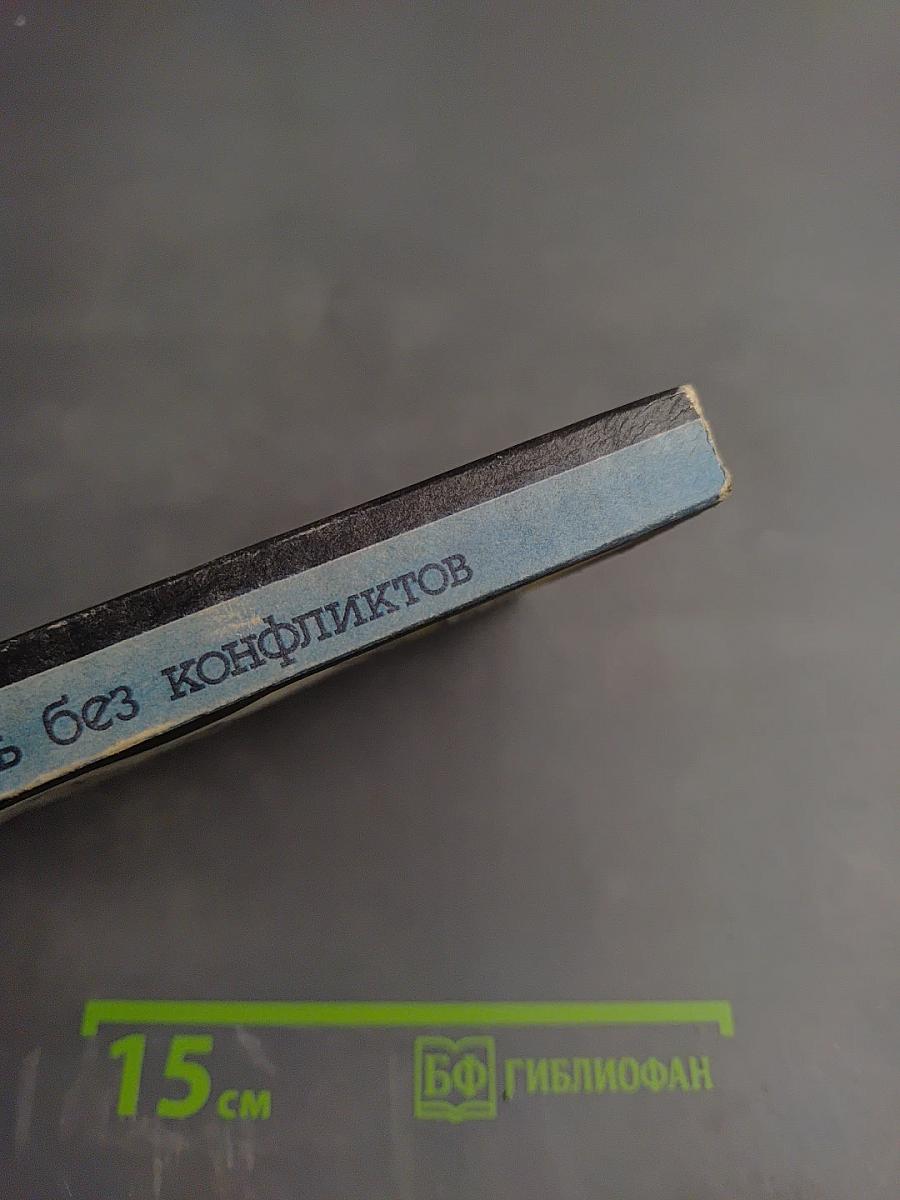 ь без конфликтов
15 см
БФ ГИБЛИОФАН